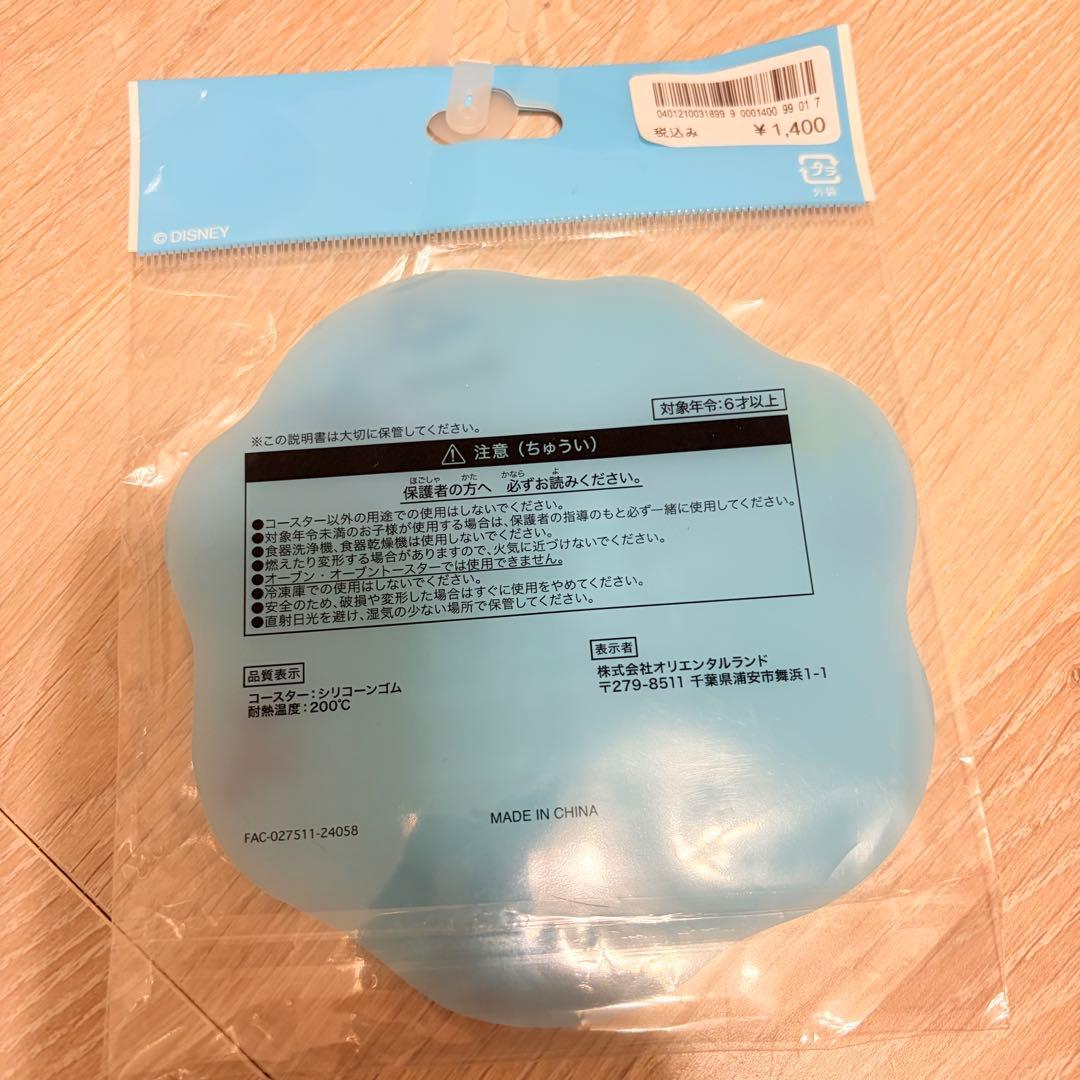 0401210031899 9 0001400 99 01 7
税込み ¥1,400
プラ
外袋
© DISNEY
対象年令:6才以上
※この説明書は大切に保管してください。
注意(ちゅうい)
ほごしゃ かた かなら よ
保護者の方へ 必ずお読みください。
●コースター以外の用途での使用はしないでください。
●対象年令未満のお子様が使用する場合は、保護者の指導のもと必ず一緒に使用してください。
●食器洗浄機、食器乾燥機は使用しないでください。
●燃えたり変形する場合がありますので、火気に近づけないでください。
●オーブン・オーブントースターでは使用できません。
●冷凍庫での使用はしないでください。
●安全のため、破損や変形した場合はすぐに使用をやめてください。
●直射日光を避け、湿気の少ない場所で保管してください。
品質表示
コースター:シリコーンゴム
耐熱温度:200℃
表示者
株式会社オリエンタルランド
〒279-8511 千葉県浦安市舞浜1-1
MADE IN CHINA
FAC-027511-24058